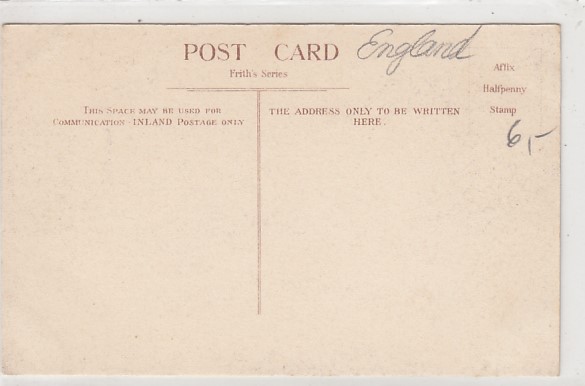 POST CARD England
Frith's Series
Affix
Halfpenny
Stamp
6,-
THIS SPACE MAY BE USED FOR
COMMUNICATION - INLAND POSTAGE ONLY
THE ADDRESS ONLY TO BE WRITTEN
HERE.